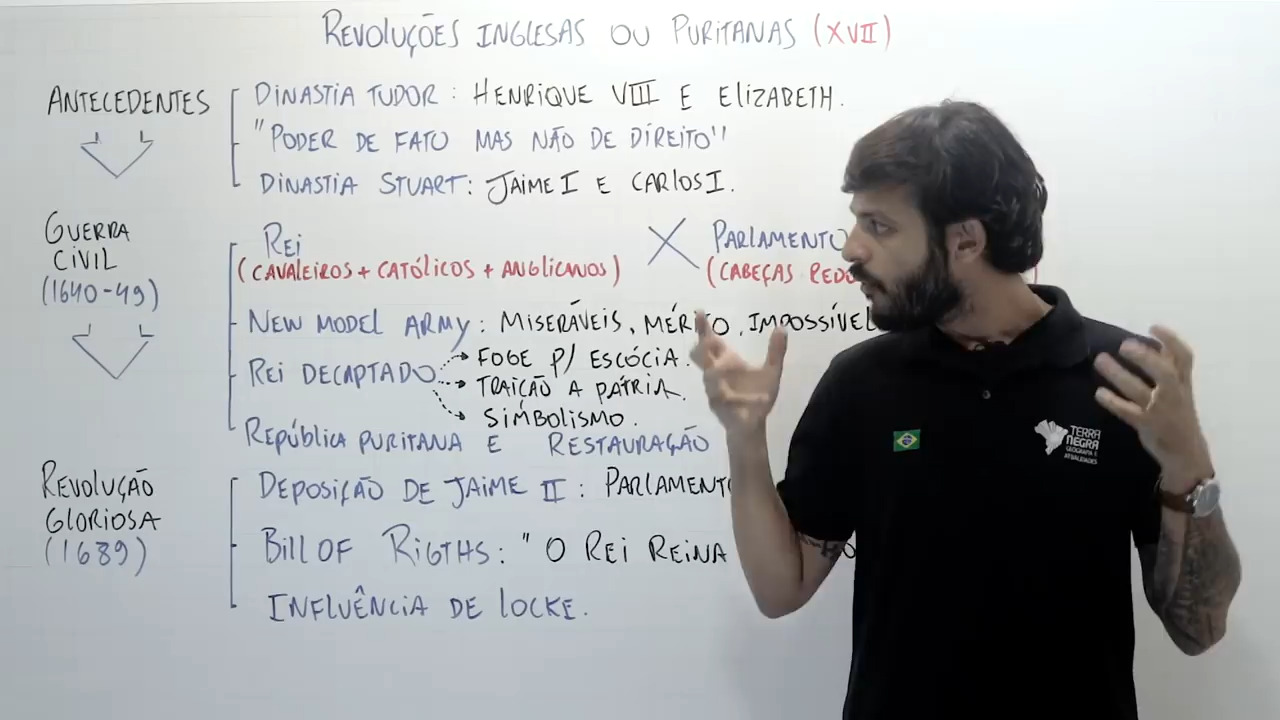 REVOLUÇÕES INGLESAS OU PURITANAS (XVII)
ANTECEDENTES
DINASTIA TUDOR : HENRIQUE VIII E ELIZABETH.
"PODER DE FATO MAS NÃO DE DIREITO"
DINASTIA STUART: JAIME I E CARLOS I.
GUERRA
CIVIL
(1640-49)
REI X PARLAMENTO
(CAVALEIROS + CATÓLICOS + ANGLICANOS) (CABEÇAS
NEW MODEL ARMY : MISERÁVEIS, MÉRITO, IMPOSSÍVEL
REI DECAPTADO
FOGE P/ ESCÓCIA.
TRAIÇÃO A PÁTRIA.
SIMBOLISMO.
REPÚBLICA PURITANA E RESTAURAÇÃO
REVOLUÇÃO
GLORIOSA
(1689)
DEPOSIÇÃO DE JAIME II : PARLAMENTO
BILL OF RIGTHS: "O REI REINA
INFLUÊNCIA DE LOCKE.
TERRA
NEGRA
GEOGRAFIA E
ATUALIDADES